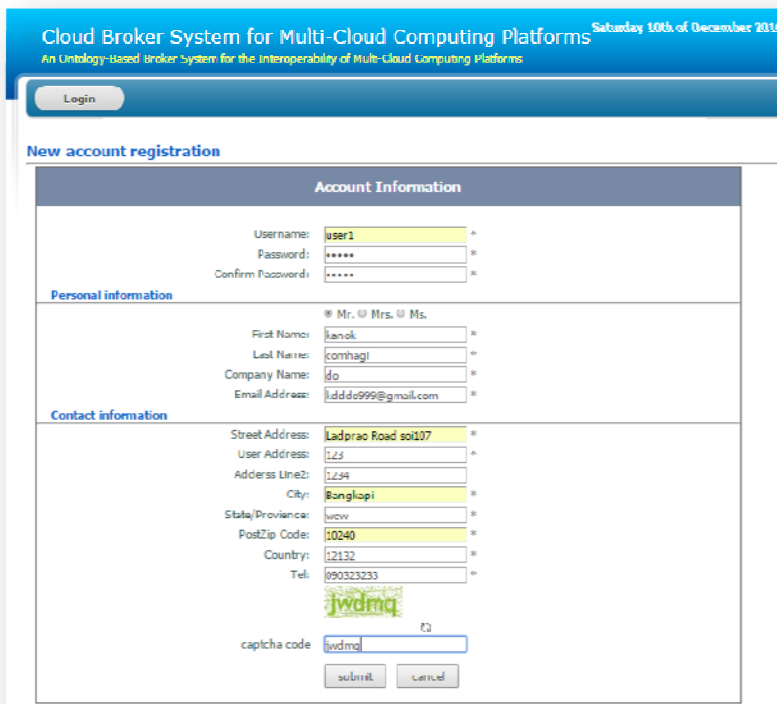 Cloud Broker System for Multi-Cloud Computing Platforms
Saturday 10th of December 201
An Ontology-Based Broker System for the Interoperability of Multi-Cloud Computing Platforms
Login
New account registration
Account Information
Username: user1 *
Password: ••••• *
Confirm Password: ••••• *
Personal information
Mr. Mrs. Ms.
First Name: kanok *
Last Name: comhagi *
Company Name: do *
Email Address: *
Contact information
Street Address: Ladprao Road soi107 *
User Address: 123 *
Adderss Line2: 1234
City: Bangkapi *
State/Provience: *
PostZip Code: 10240 *
Country: 12132 *
Tel: 090323233 *
jwdmq
captcha code jwdmq
submit cancel